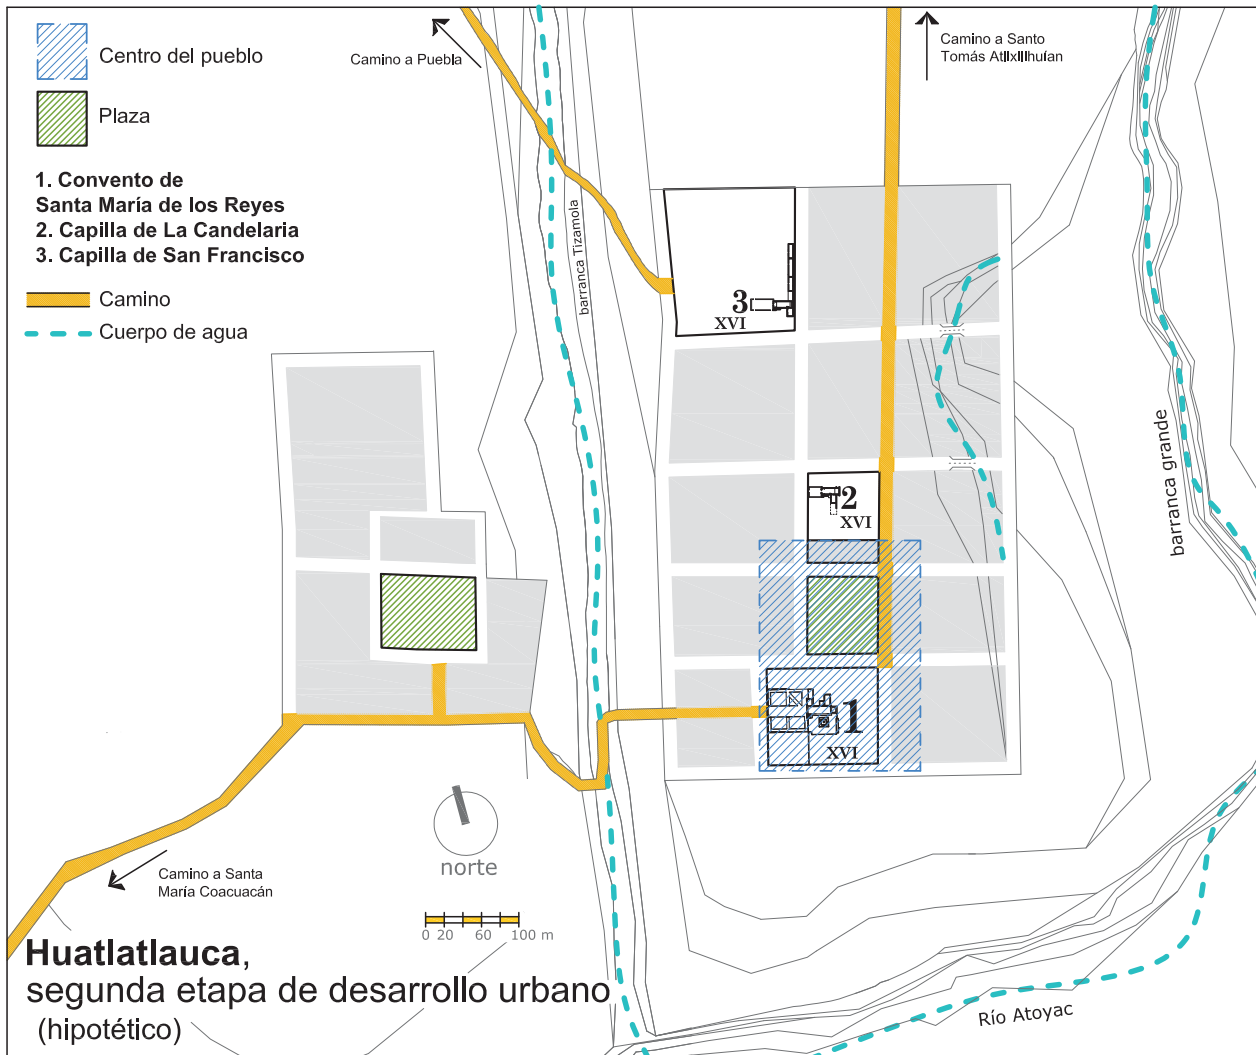 Centro del pueblo
Plaza
1. Convento de
Santa María de los Reyes
2. Capilla de La Candelaria
3. Capilla de San Francisco
Camino
Cuerpo de agua
Camino a Puebla
Camino a Santo
Tomás Atllxlllhuían
barranca Tizamola
barranca grande
3
XVI
2
XVI
1
XVI
norte
Camino a Santa
María Coacuacán
0 20 60 100 m
Huatlatlauca,
segunda etapa de desarrollo urbano
(hipotético)
Río Atoyac